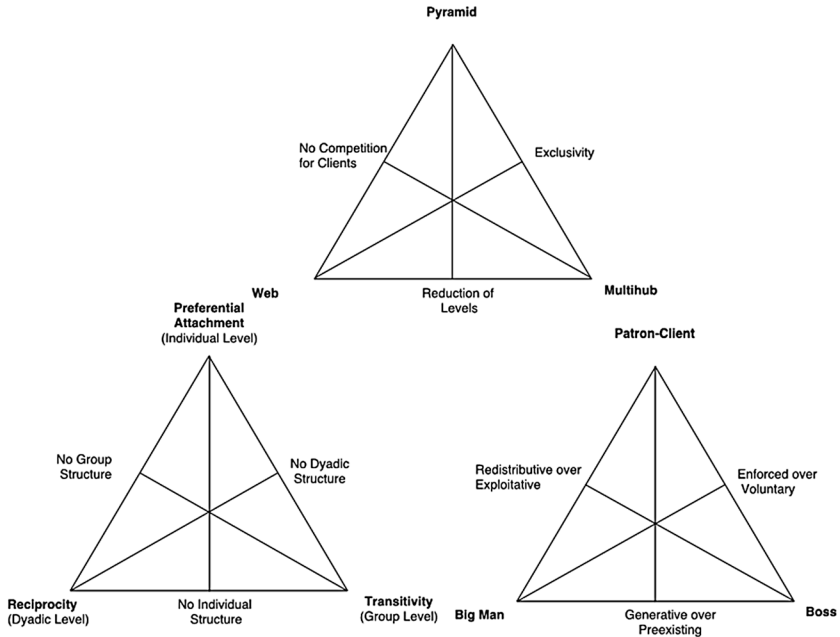 Pyramid
No Competition
for Clients
Exclusivity
Web
Reduction of
Levels
Multihub
Preferential
Attachment
(Individual Level)
No Group
Structure
No Dyadic
Structure
Reciprocity
(Dyadic Level)
No Individual
Structure
Transitivity
(Group Level)
Patron-Client
Redistributive over
Exploitative
Enforced over
Voluntary
Big Man
Generative over
Preexisting
Boss